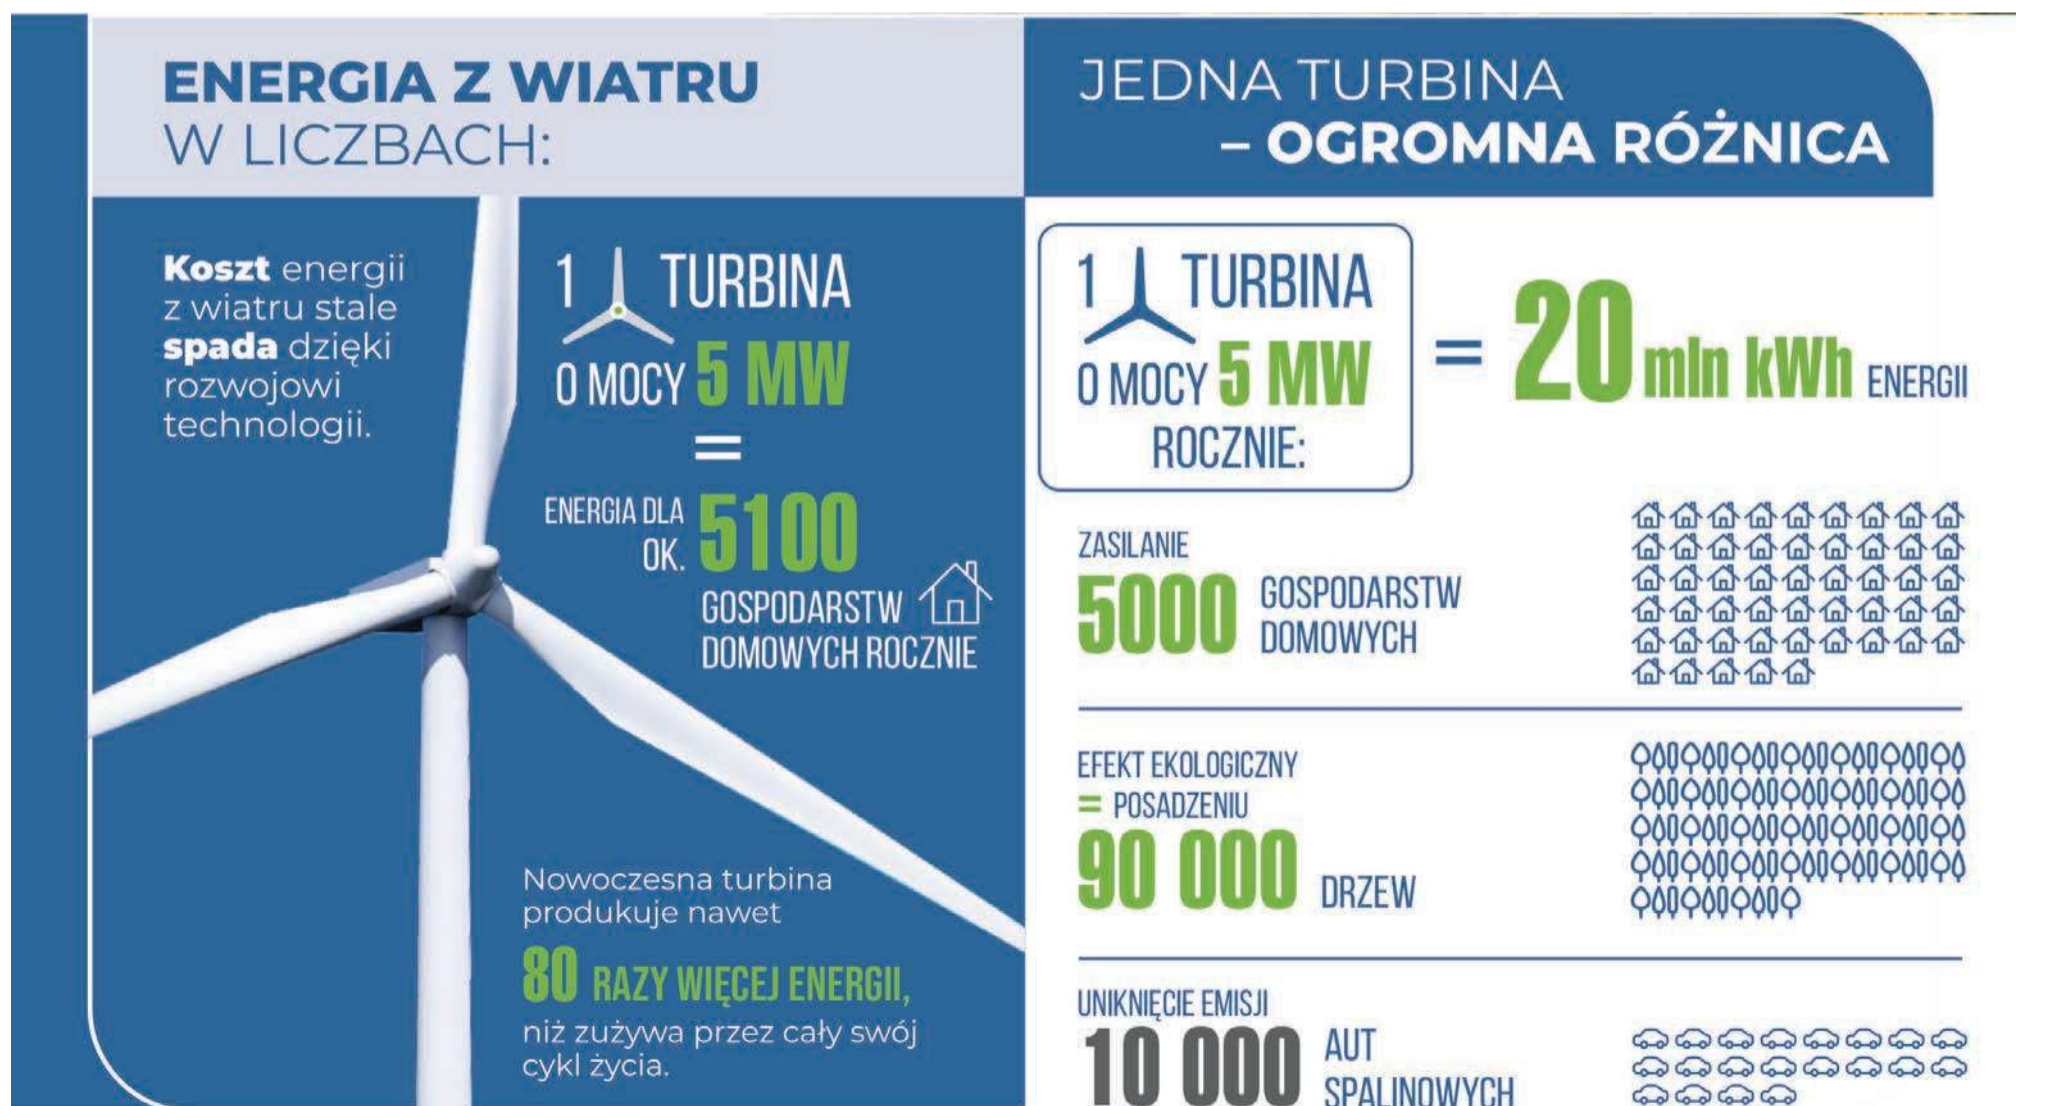 ENERGIA Z WIATRU
W LICZBACH:
Koszt energii
z wiatru stale
spada dzięki
rozwojowi
technologii.
1 TURBINA
O MOCY 5 MW
=
ENERGIA DLA
OK. 5100
GOSPODARSTW
DOMOWYCH ROCZNIE
Nowoczesna turbina
produkuje nawet
80 RAZY WIĘCEJ ENERGII,
niż zużywa przez cały swój
cykl życia.
JEDNA TURBINA
– OGROMNA RÓŻNICA
1 TURBINA
O MOCY 5 MW
ROCZNIE:
= 20 mln kWh ENERGII
ZASILANIE
5000 GOSPODARSTW
DOMOWYCH
EFEKT EKOLOGICZNY
= POSADZENIU
90 000 DRZEW
UNIKNIĘCIE EMISJI
10 000 AUT
SPALINOWYCH